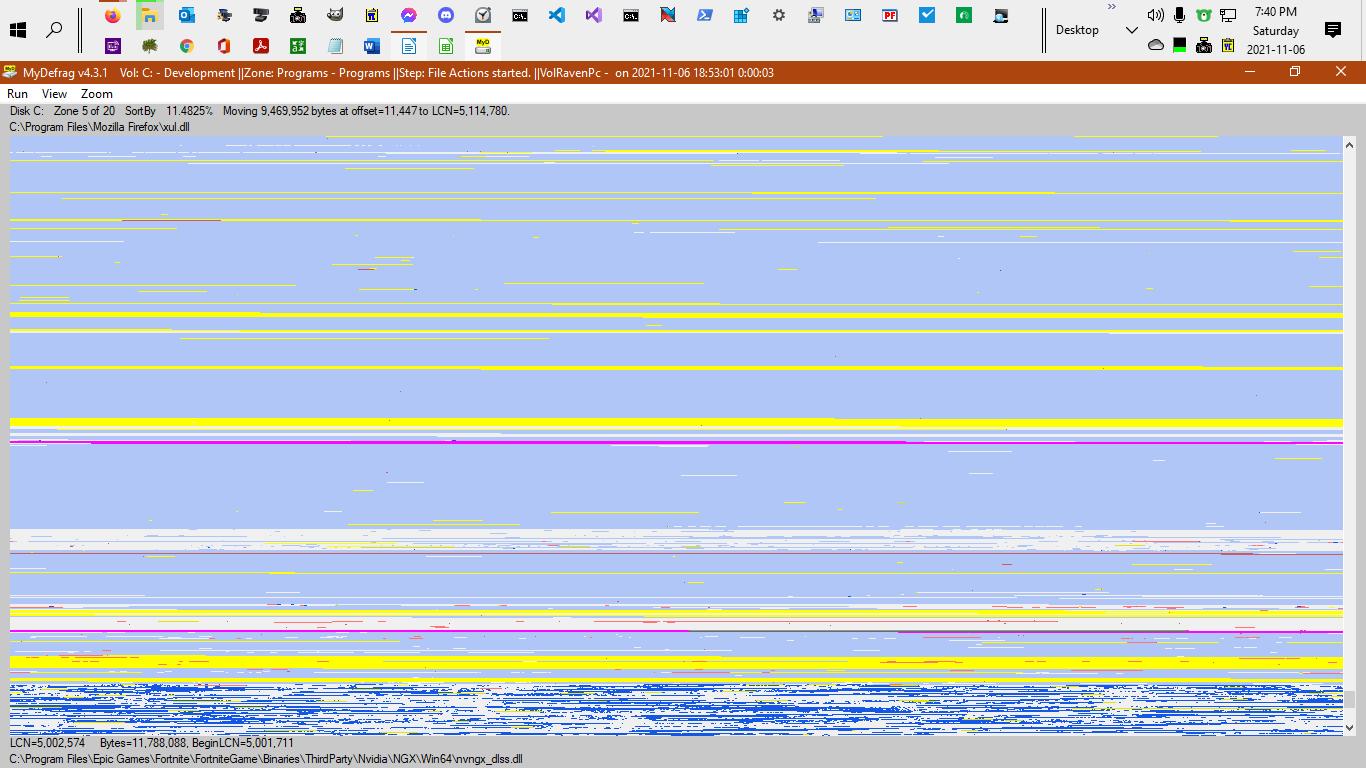 7:40 PM
Desktop
Saturday
2021-11-06
MyDefrag v4.3.1 Vol: C: - Development ||Zone: Programs - Programs ||Step: File Actions started. ||VolRavenPc - on 2021-11-06 18:53:01 0:00:03
Run View Zoom
Disk C: Zone 5 of 20 SortBy 11.4825% Moving 9,469,952 bytes at offset=11,447 to LCN=5,114,780.
C:\Program Files\Mozilla Firefox\xul.dll
LCN=5,002,574 Bytes=11,788,088, BeginLCN=5,001,711
C:\Program Files\Epic Games\Fortnite\FortniteGame\Binaries\ThirdParty\Nvidia\NGX\Win64\nvngx_dlss.dll